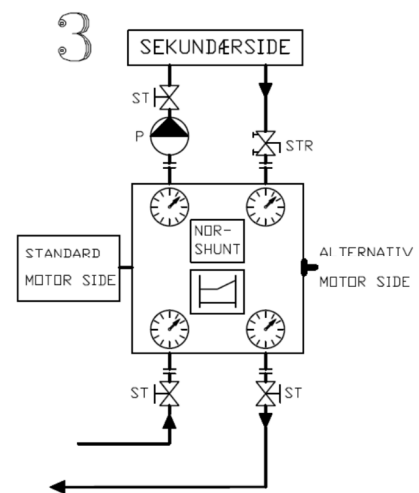 3
SEKUNDÆRSIDE
ST
P
STR
NOR-
SHUNT
STANDARD
MOTOR SIDE
ALTERNATIV
MOTOR SIDE
ST
ST